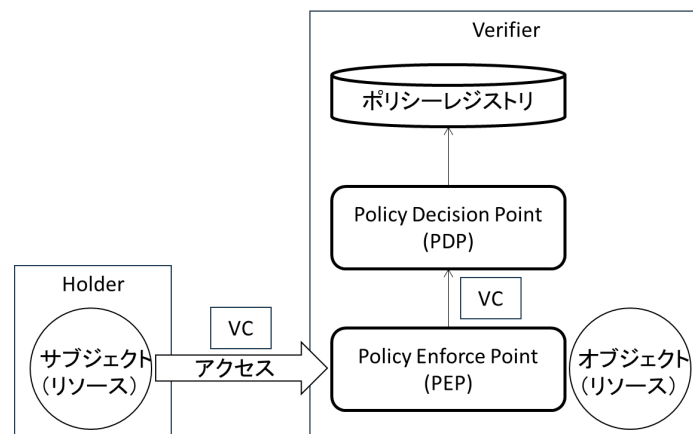 Verifier
ポリシーレジストリ
Policy Decision Point
(PDP)
Holder
VC
VC
サブジェクト
(リソース)
アクセス
Policy Enforce Point
(PEP)
オブジェクト
(リソース)